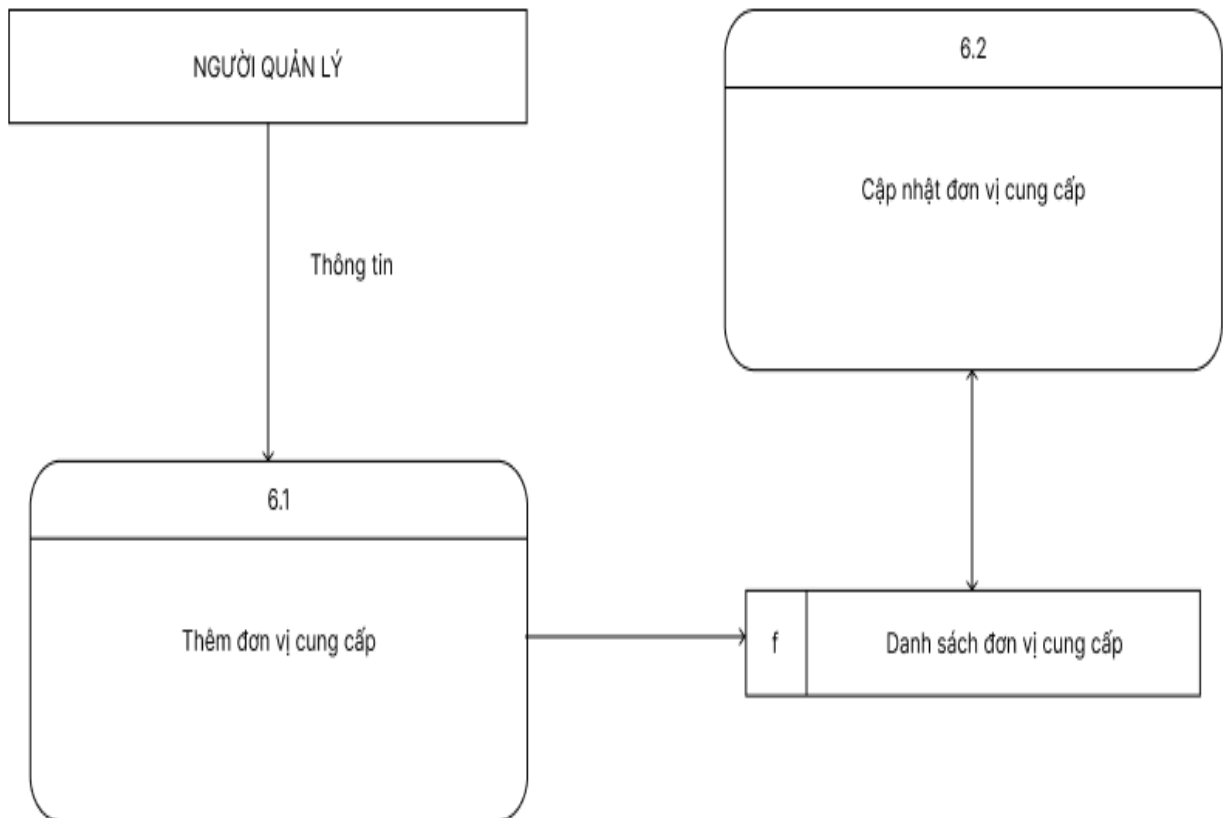 NGƯỜI QUẢN LÝ
6.2
Cập nhật đơn vị cung cấp
Thông tin
6.1
Thêm đơn vị cung cấp
f
Danh sách đơn vị cung cấp